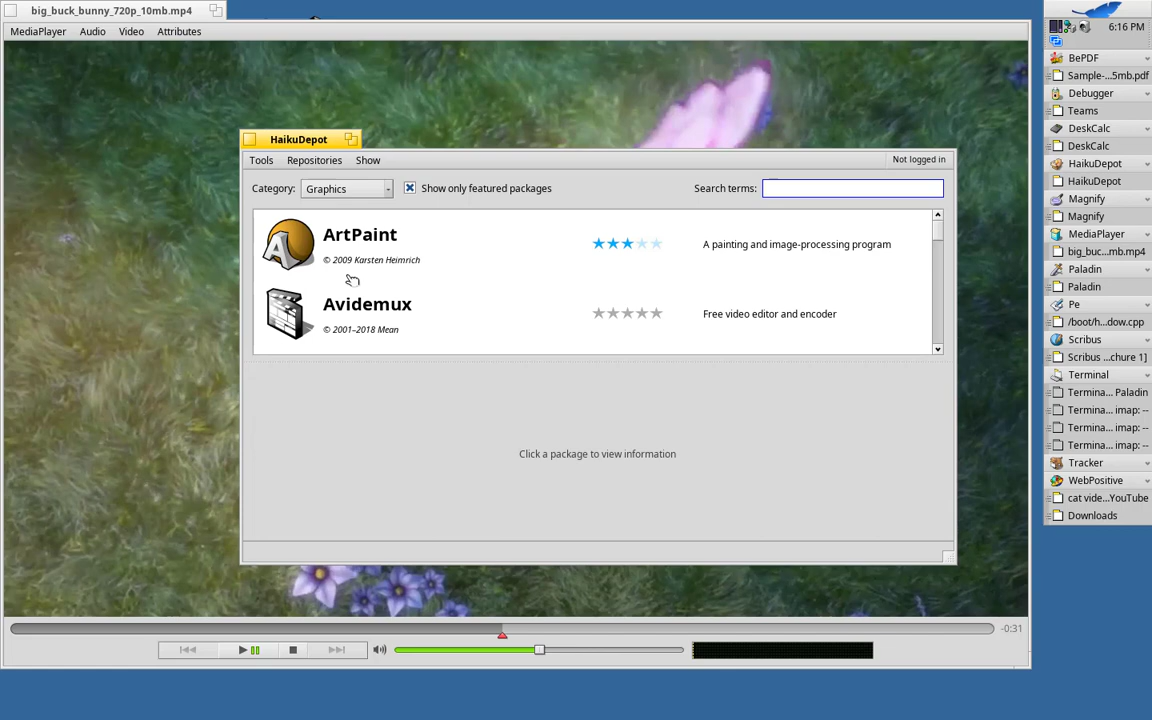 big_buck_bunny_720p_10mb.mp4
MediaPlayer Audio Video Attributes
HaikuDepot
Tools Repositories Show Not logged in
Category: Graphics Show only featured packages Search terms:
ArtPaint
© 2009 Karsten Heimrich
A painting and image-processing program
Avidemux
© 2001–2018 Mean
Free video editor and encoder
Click a package to view information
-0:31
6:16 PM
BePDF
Sample-...5mb.pdf
Debugger
Teams
DeskCalc
DeskCalc
HaikuDepot
HaikuDepot
Magnify
Magnify
MediaPlayer
big_buc...mb.mp4
Paladin
Paladin
Pe
/boot/h...dow.cpp
Scribus
Scribus ...chure 1]
Terminal
Termina... Paladin
Termina... imap: --
Termina... imap: --
Termina... imap: --
Tracker
WebPositive
cat vide...YouTube
Downloads